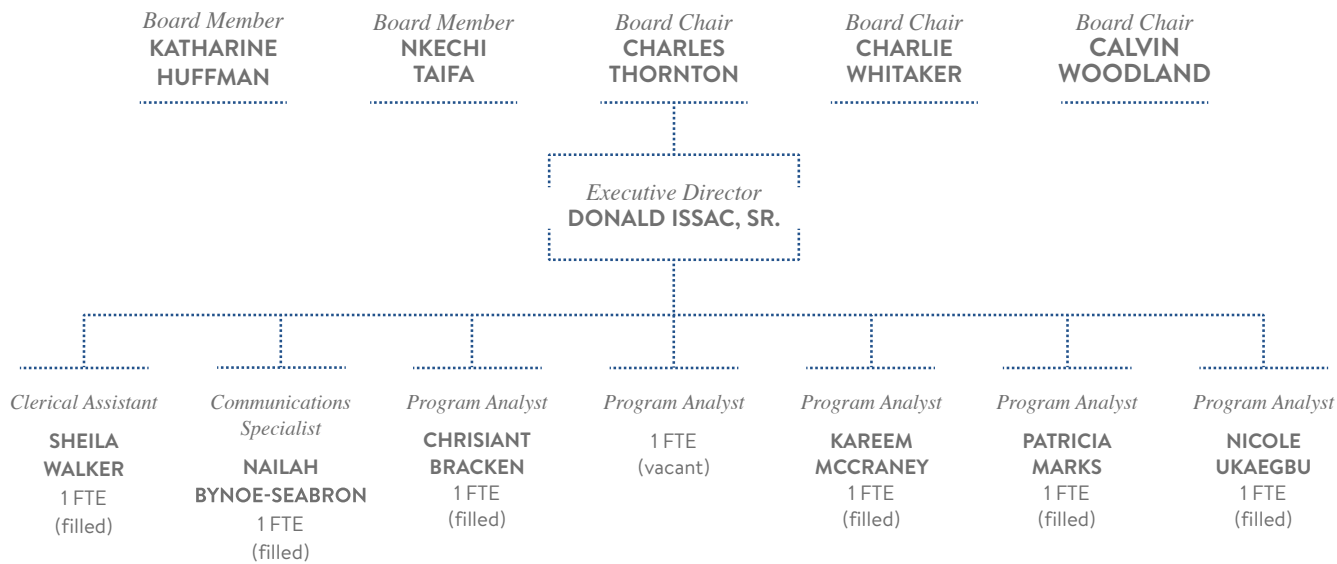 Board Member
KATHARINE
HUFFMAN
Board Member
NKECHI
TAIFA
Board Chair
CHARLES
THORNTON
Board Chair
CHARLIE
WHITAKER
Board Chair
CALVIN
WOODLAND
Executive Director
DONALD ISSAC, SR.
Clerical Assistant
SHEILA
WALKER
1 FTE
(filled)
Communications
Specialist
NAILAH
BYNOE-SEABRON
1 FTE
(filled)
Program Analyst
CHRISIANT
BRACKEN
1 FTE
(filled)
Program Analyst
1 FTE
(vacant)
Program Analyst
KAREEM
MCCRANEY
1 FTE
(filled)
Program Analyst
PATRICIA
MARKS
1 FTE
(filled)
Program Analyst
NICOLE
UKAEGBU
1 FTE
(filled)